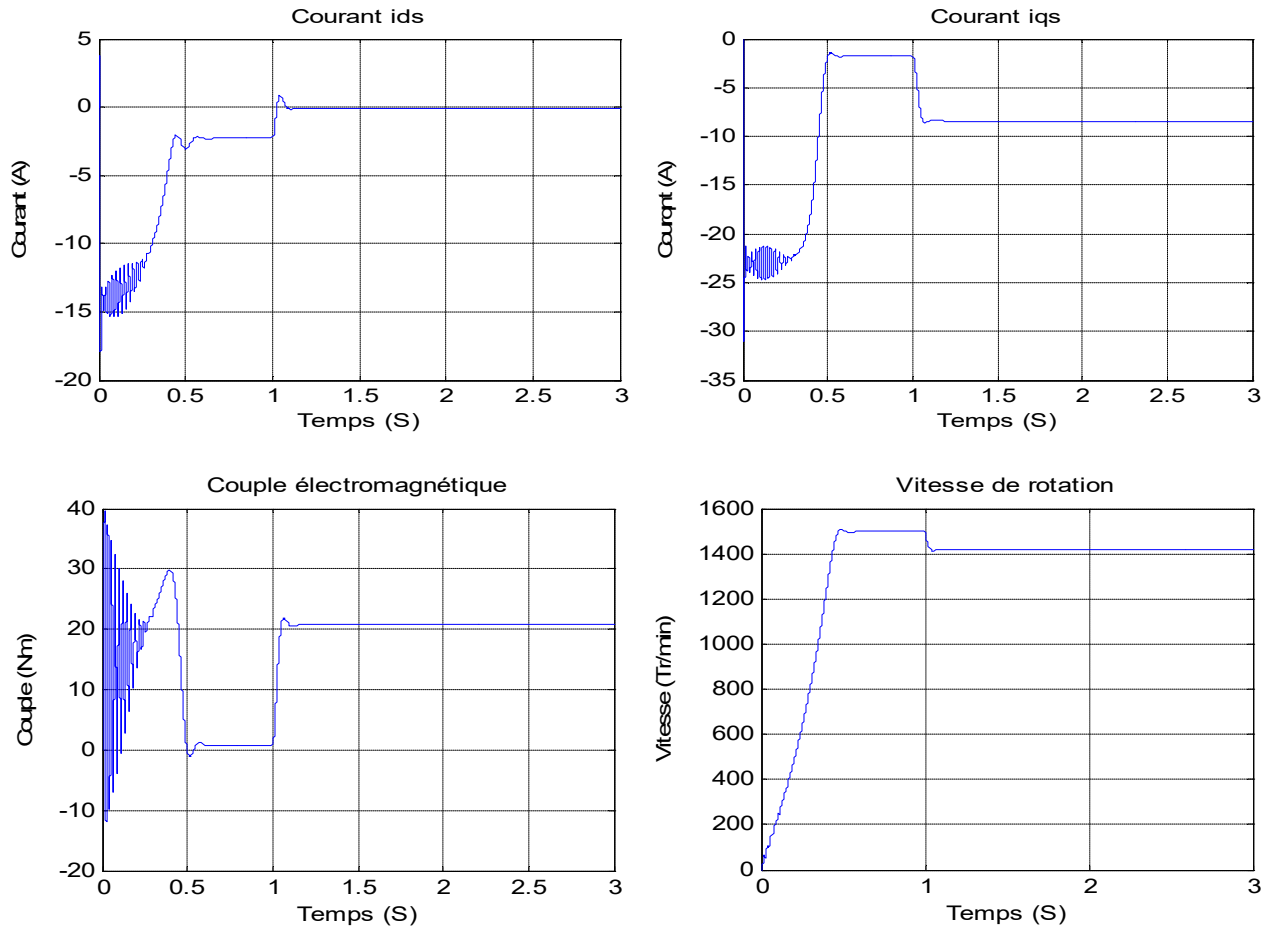 Courant ids
5
0
-5
-10
-15
-20
Courant (A)
0 0.5 1 1.5 2 2.5 3
Temps (S)
Courant iqs
0
-5
-10
-15
-20
-25
-30
-35
Courqnt (A)
0 0.5 1 1.5 2 2.5 3
Temps (S)
Couple électromagnétique
40
30
20
10
0
-10
-20
Couple (Nm)
0 0.5 1 1.5 2 2.5 3
Temps (S)
Vitesse de rotation
1600
1400
1200
1000
800
600
400
200
0
Vitesse (Tr/min)
0 1 2 3
Temps (S)